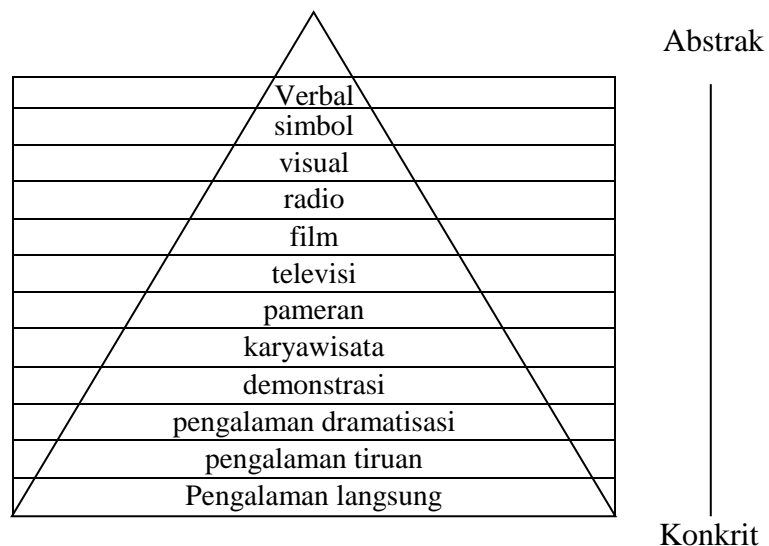 Abstrak
Verbal
simbol
visual
radio
film
televisi
pameran
karyawisata
demonstrasi
pengalaman dramatisasi
pengalaman tiruan
Pengalaman langsung
Konkrit